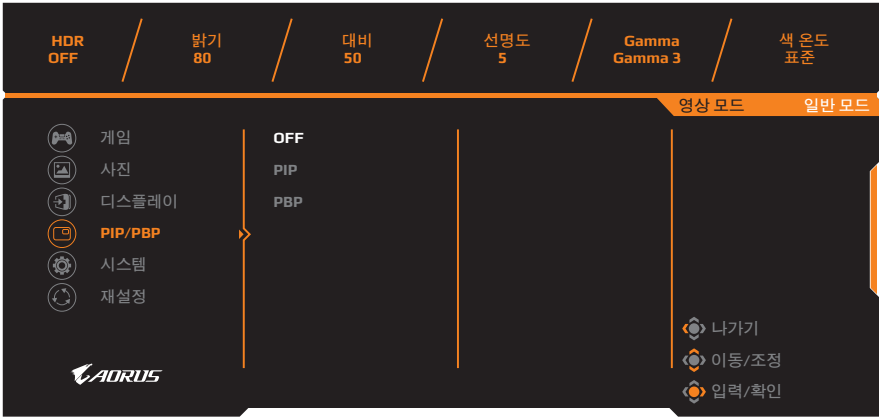 HDR
OFF
밝기
80
대비
50
선명도
5
Gamma
Gamma 3
색 온도
표준
영상 모드 일반 모드
게임
사진
디스플레이
PIP/PBP
시스템
재설정
OFF
PIP
PBP
나가기
이동/조정
입력/확인
AORUS